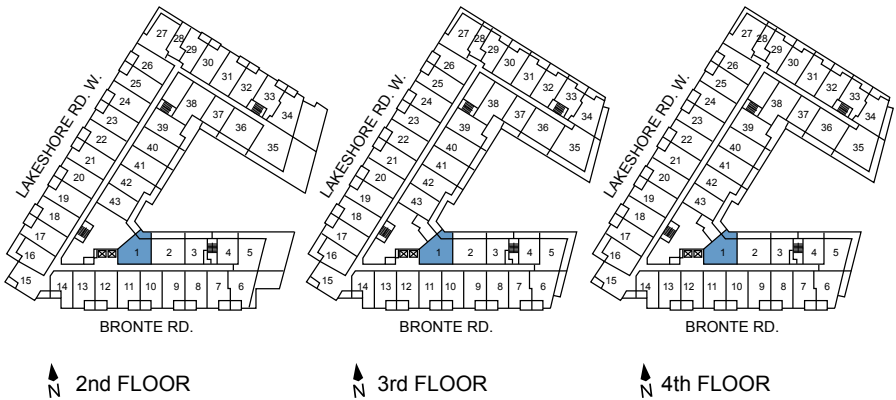 27 28 29 30 31 32 33 34
26 25 24 23 22 21 20 19 18 17 16 15
38 37 36 35
39 40 41 42 43
LAKESHORE RD. W.
1 2 3 4 5
14 13 12 11 10 9 8 7 6
BRONTE RD.
N 2nd FLOOR
27 28 29 30 31 32 33 34
26 25 24 23 22 21 20 19 18 17 16 15
38 37 36 35
39 40 41 42 43
LAKESHORE RD. W.
1 2 3 4 5
14 13 12 11 10 9 8 7 6
BRONTE RD.
N 3rd FLOOR
27 28 29 30 31 32 33 34
26 25 24 23 22 21 20 19 18 17 16 15
38 37 36 35
39 40 41 42 43
LAKESHORE RD. W.
1 2 3 4 5
14 13 12 11 10 9 8 7 6
BRONTE RD.
N 4th FLOOR